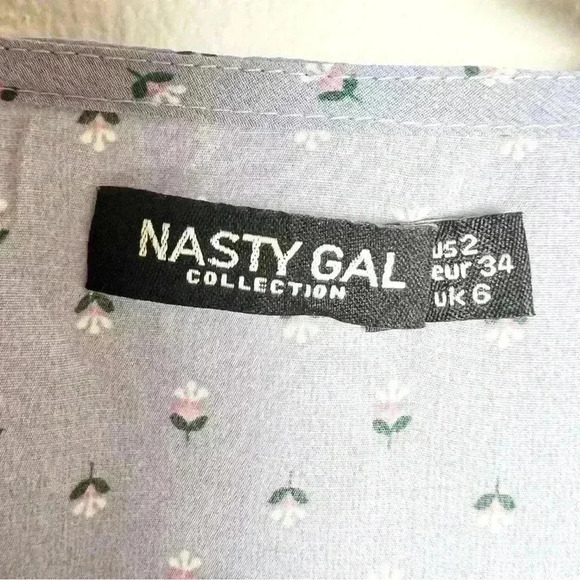 NASTY GAL
COLLECTION
US 2
eur 34
uk 6